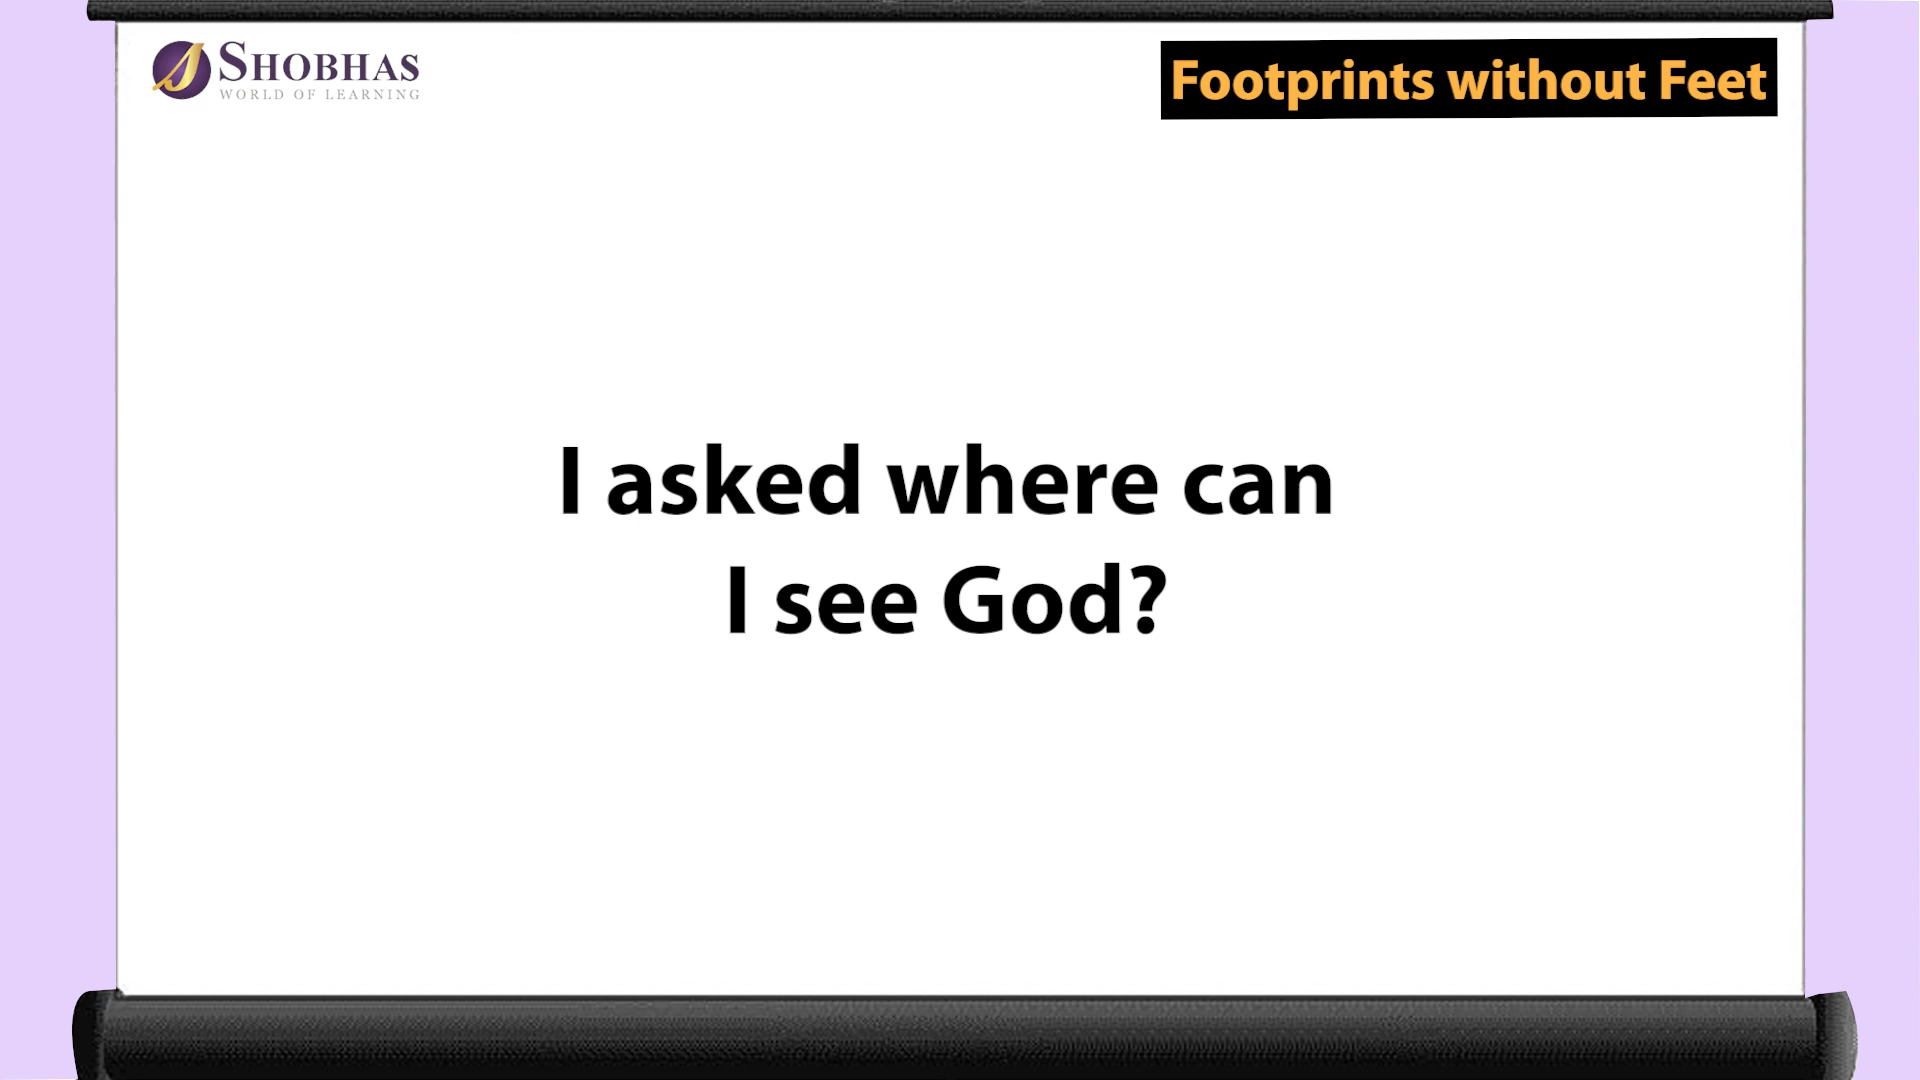 SHOBHAS
WORLD OF LEARNING
Footprints without Feet
I asked where can
I see God?